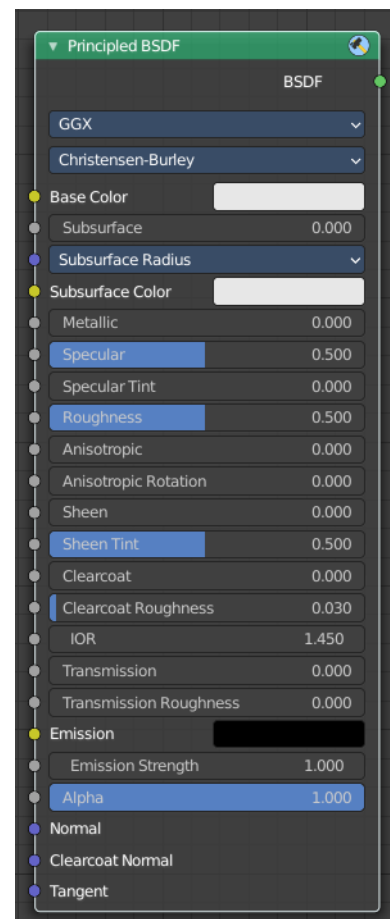 Principled BSDF
BSDF
GGX
Christensen-Burley
Base Color
Subsurface 0.000
Subsurface Radius
Subsurface Color
Metallic 0.000
Specular 0.500
Specular Tint 0.000
Roughness 0.500
Anisotropic 0.000
Anisotropic Rotation 0.000
Sheen 0.000
Sheen Tint 0.500
Clearcoat 0.000
Clearcoat Roughness 0.030
IOR 1.450
Transmission 0.000
Transmission Roughness 0.000
Emission
Emission Strength 1.000
Alpha 1.000
Normal
Clearcoat Normal
Tangent